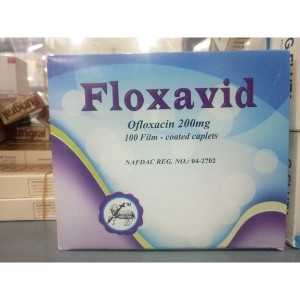 Floxavid
Ofloxacin 200mg
100 Film - coated caplets
NAFDAC REG. NO.: 04-2702